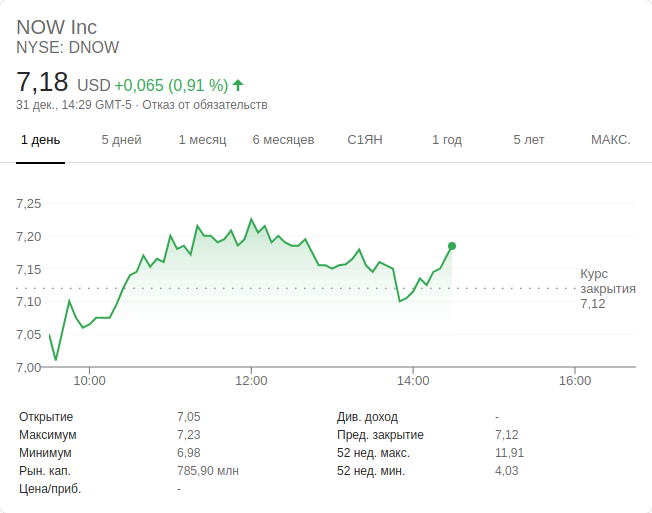 NOW Inc
NYSE: DNOW
7,18 USD +0,065 (0,91 %)
31 дек., 14:29 GMT-5 · Отказ от обязательств
1 день 5 дней 1 месяц 6 месяцев С1ЯН 1 год 5 лет МАКС.
7,25
7,20
7,15
7,10
7,05
7,00
Курс
закрытия
7,12
10:00 12:00 14:00 16:00
Открытие 7,05 Див. доход -
Максимум 7,23 Пред. закрытие 7,12
Минимум 6,98 52 нед. макс. 11,91
Рын. кап. 785,90 млн 52 нед. мин. 4,03
Цена/приб. -